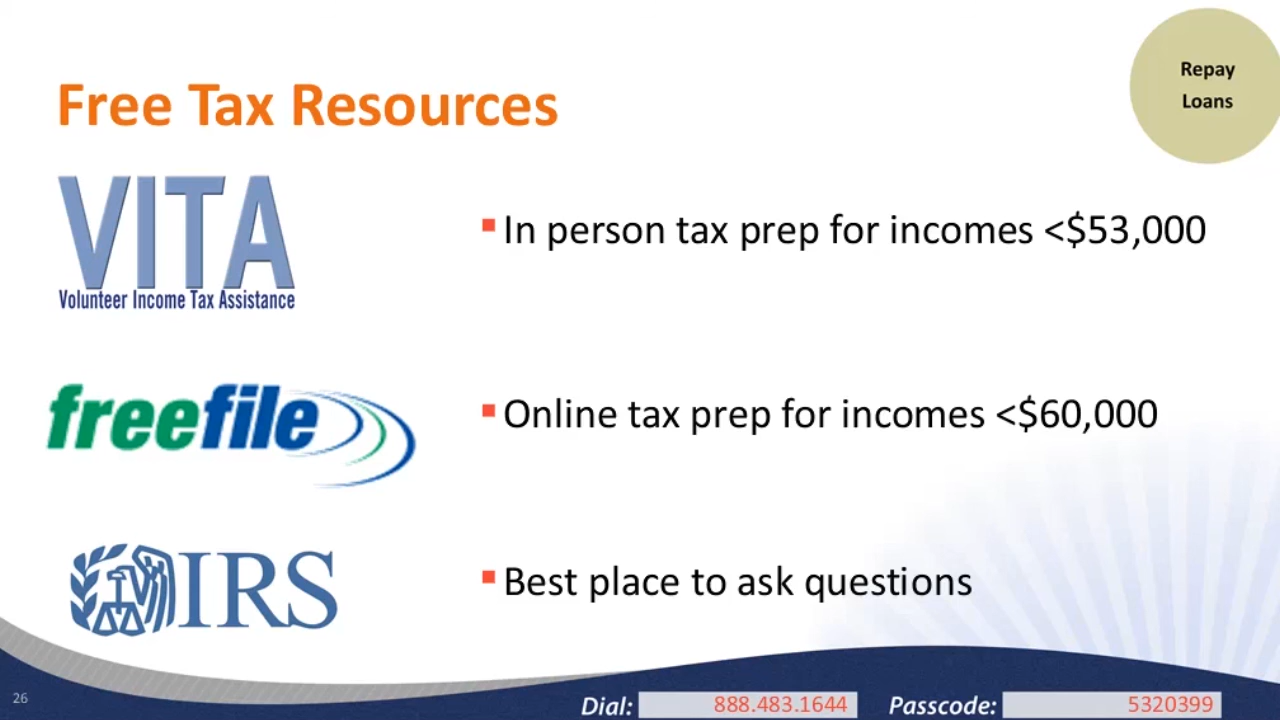 Repay
Loans
Free Tax Resources
VITA
Volunteer Income Tax Assistance
▪ In person tax prep for incomes <$53,000
freefile
▪ Online tax prep for incomes <$60,000
IRS
▪ Best place to ask questions
26
Dial: 888.483.1644 Passcode: 5320399